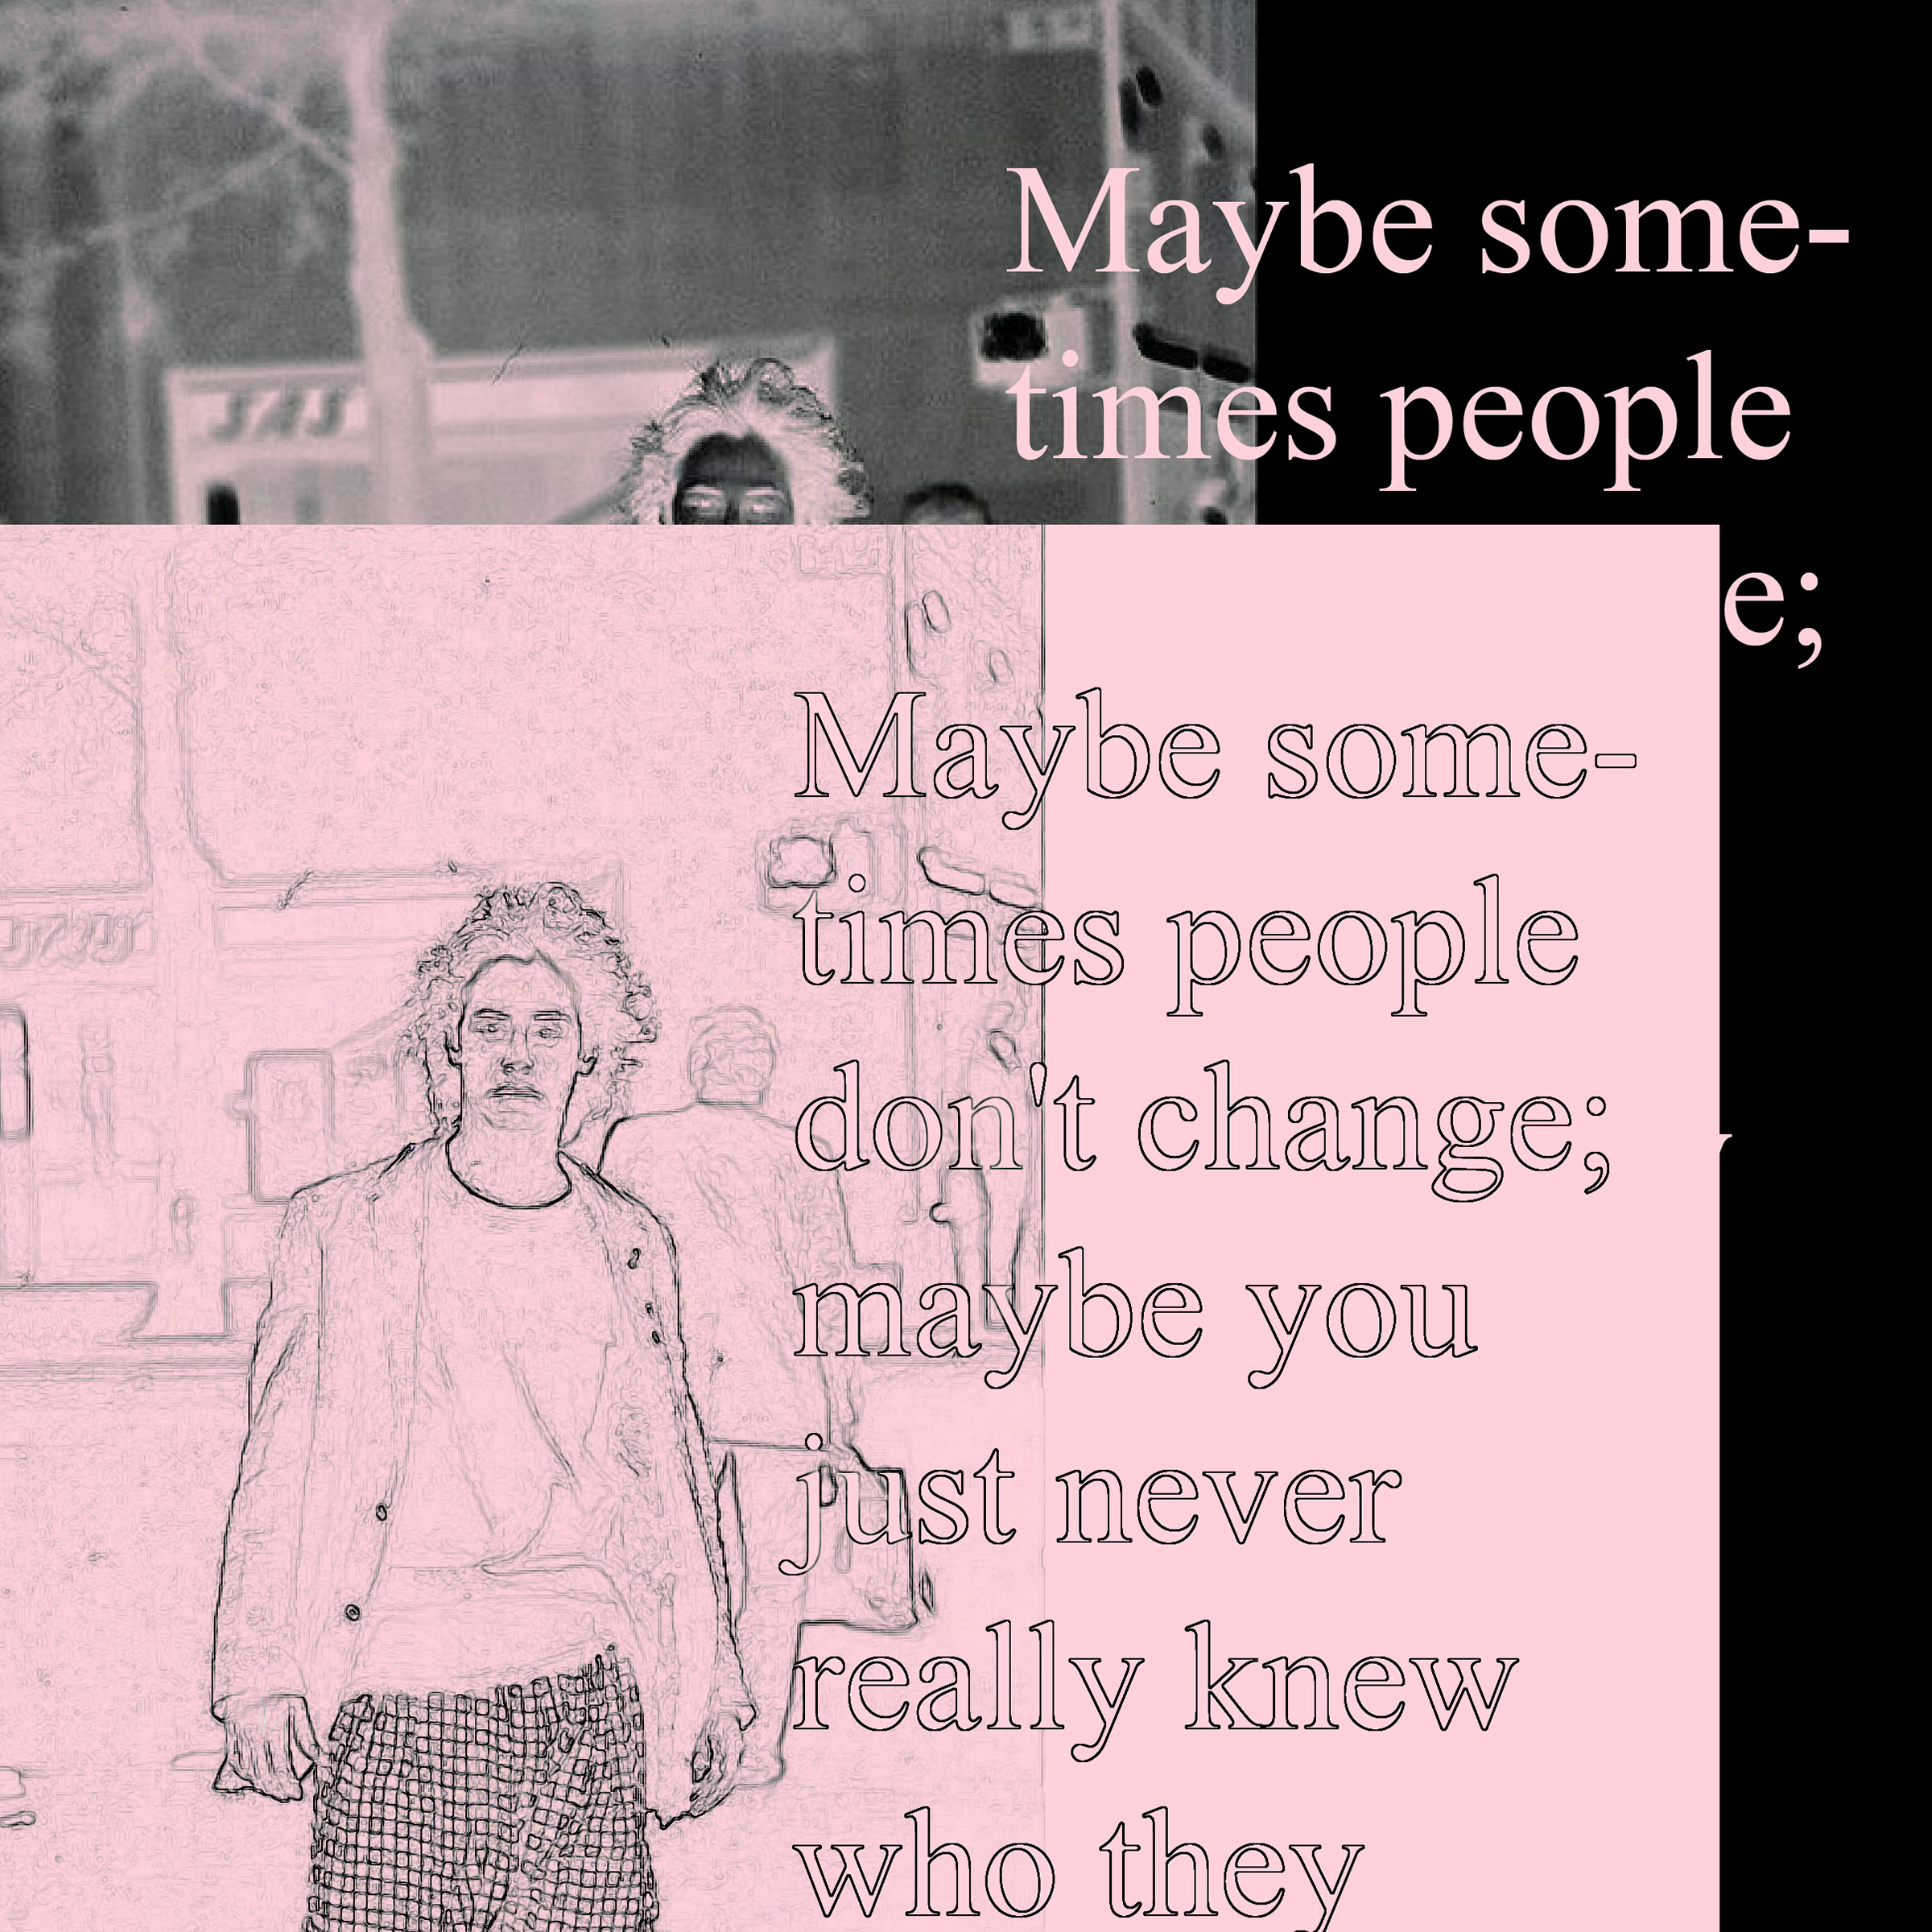 Maybe some-
times people
e;
Maybe some-
times people
don't change;
maybe you
just never
really knew
who they